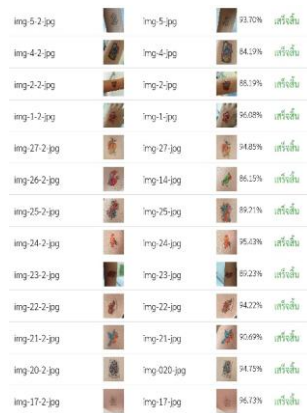 img-5-2-jpg img-5-jpg 93.70% เสร็จสิ้น
img-4-2-jpg img-4-jpg 84.19% เสร็จสิ้น
img-2-2-jpg img-2-jpg 86.19% เสร็จสิ้น
img-1-2-jpg img-1-jpg 96.08% เสร็จสิ้น
img-27-2-jpg img-27-jpg 94.85% เสร็จสิ้น
img-26-2-jpg img-14-jpg 86.15% เสร็จสิ้น
img-25-2-jpg img-25-jpg 89.21% เสร็จสิ้น
img-24-2-jpg img-24-jpg 95.43% เสร็จสิ้น
img-23-2-jpg img-23-jpg 89.23% เสร็จสิ้น
img-22-2-jpg img-22-jpg 94.22% เสร็จสิ้น
img-21-2-jpg img-21-jpg 90.69% เสร็จสิ้น
img-20-2-jpg img-020-jpg 94.75% เสร็จสิ้น
img-17-2-jpg img-17-jpg 96.73% เสร็จสิ้น